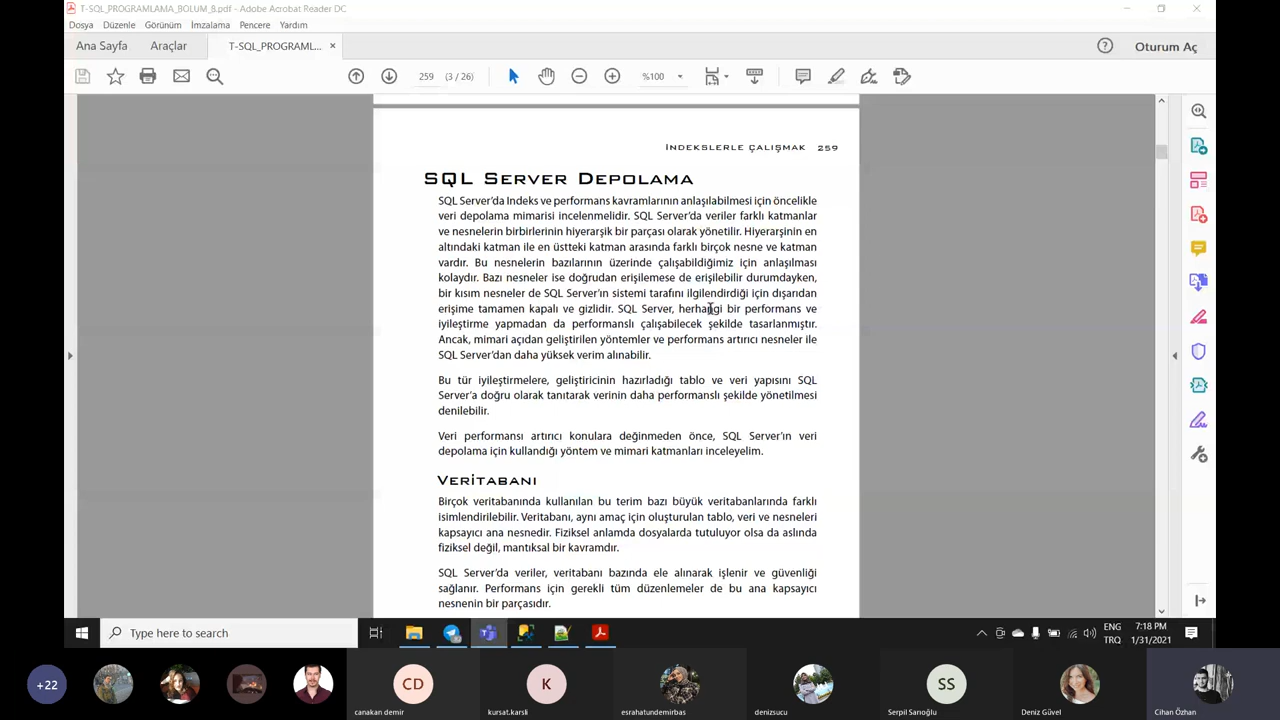 T-SQL_PROGRAMLAMA_BOLUM_8.pdf - Adobe Acrobat Reader DC
Dosya Düzenle Görünüm İmzalama Pencere Yardım
Ana Sayfa Araçlar T-SQL_PROGRAML... × Oturum Aç
259 (3 / 26) %100
İNDEKSLERLE ÇALIŞMAK 259
SQL SERVER DEPOLAMA
SQL Server'da Indeks ve performans kavramlarının anlaşılabilmesi için öncelikle
veri depolama mimarisi incelenmelidir. SQL Server'da veriler farklı katmanlar
ve nesnelerin birbirlerinin hiyerarşik bir parçası olarak yönetilir. Hiyerarşinin en
altındaki katman ile en üstteki katman arasında farklı birçok nesne ve katman
vardır. Bu nesnelerin bazılarının üzerinde çalışabildiğimiz için anlaşılması
kolaydır. Bazı nesneler ise doğrudan erişilemese de erişilebilir durumdayken,
bir kısım nesneler de SQL Server'ın sistemi tarafını ilgilendirdiği için dışarıdan
erişime tamamen kapalı ve gizlidir. SQL Server, herhangi bir performans ve
iyileştirme yapmadan da performanslı çalışabilecek şekilde tasarlanmıştır.
Ancak, mimari açıdan geliştirilen yöntemler ve performans artırıcı nesneler ile
SQL Server'dan daha yüksek verim alınabilir.
Bu tür iyileştirmelere, geliştiricinin hazırladığı tablo ve veri yapısını SQL
Server'a doğru olarak tanıtarak verinin daha performanslı şekilde yönetilmesi
denilebilir.
Veri performansı artırıcı konulara değinmeden önce, SQL Server'ın veri
depolama için kullandığı yöntem ve mimari katmanları inceleyelim.
VERİTABANI
Birçok veritabanında kullanılan bu terim bazı büyük veritabanlarında farklı
isimlendirilebilir. Veritabanı, aynı amaç için oluşturulan tablo, veri ve nesneleri
kapsayıcı ana nesnedir. Fiziksel anlamda dosyalarda tutuluyor olsa da aslında
fiziksel değil, mantıksal bir kavramdır.
SQL Server'da veriler, veritabanı bazında ele alınarak işlenir ve güvenliği
sağlanır. Performans için gerekli tüm düzenlemeler de bu ana kapsayıcı
nesnenin bir parçasıdır.
Type here to search
ENG 7:18 PM
TRQ 1/31/2021
+22 CD K SS
canakan demir kursat.karsli esrahatundemirbas denizsucu Serpil Sarıoğlu Deniz Güvel Cihan Özhan